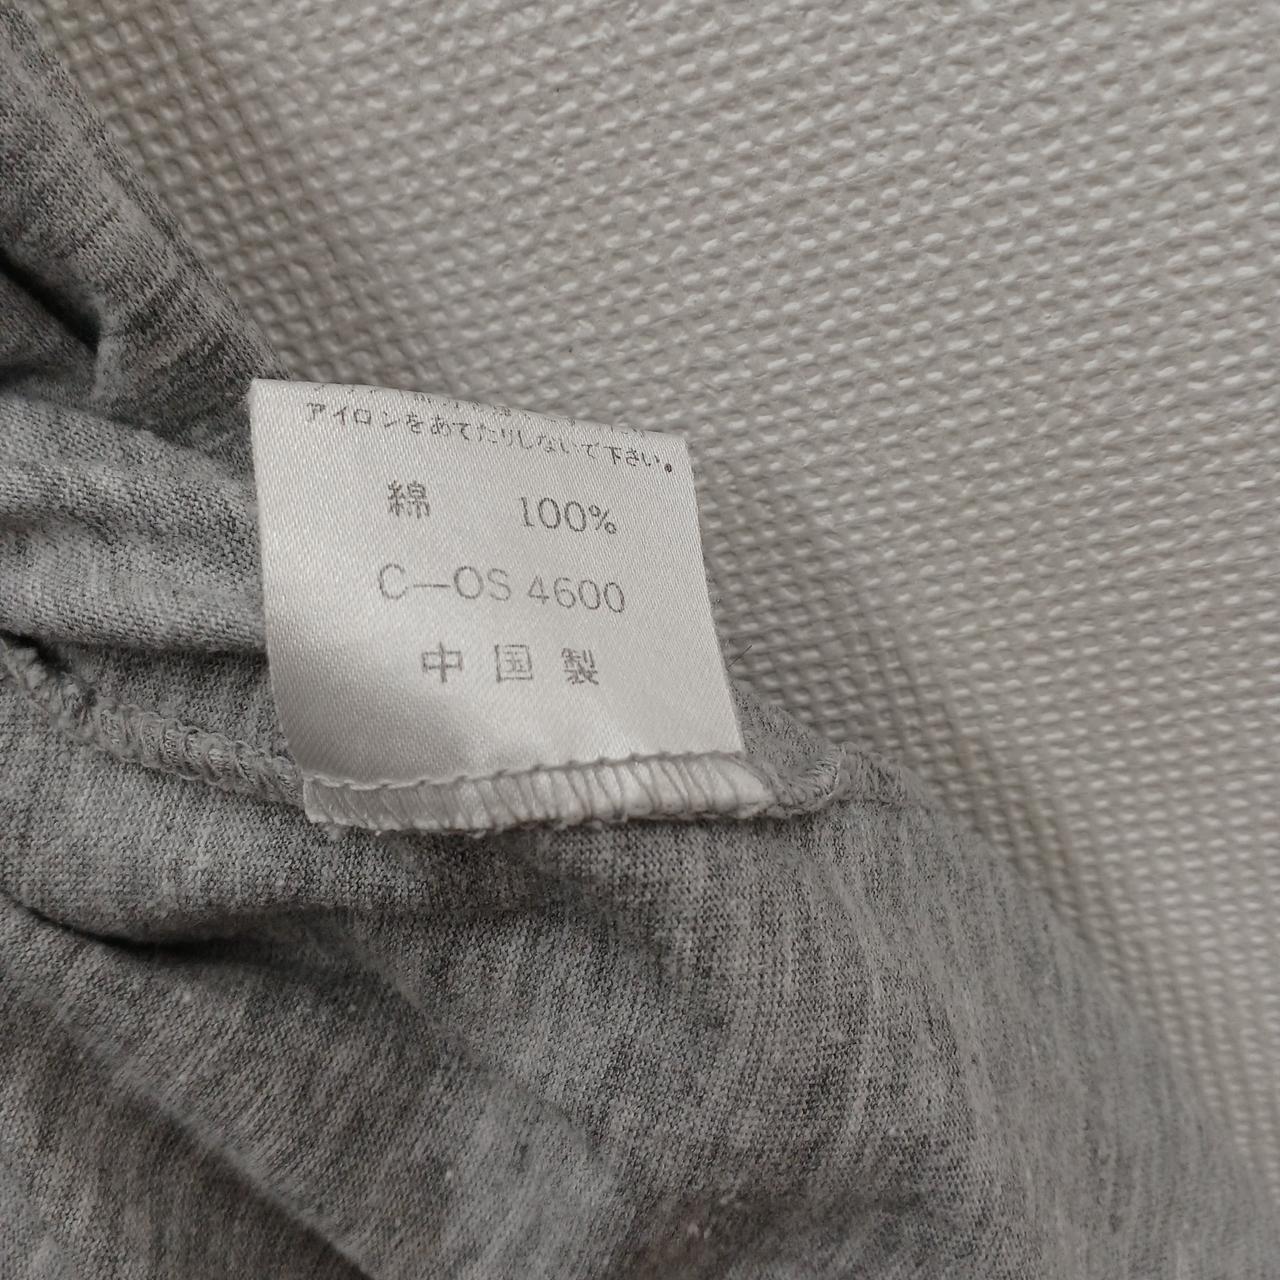 アイロンをあてたりしないで下さい。
綿 100%
C-OS 4600
中国製